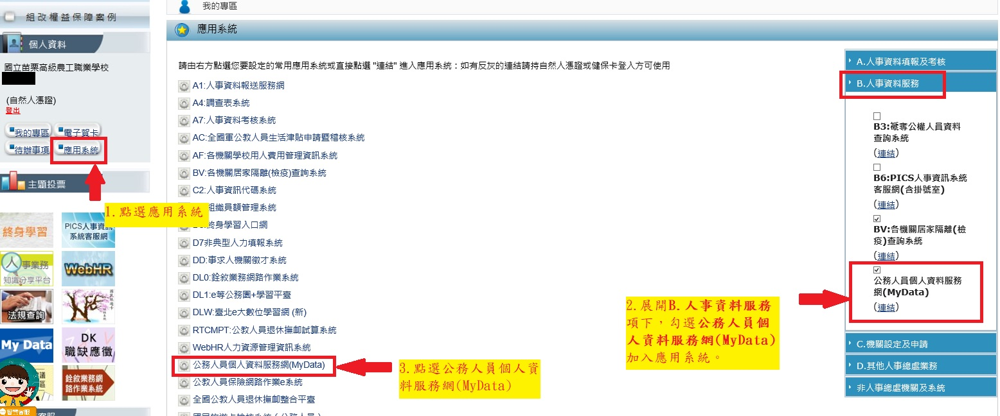 組改權益保障案例
個人資料
國立苗栗高級農工職業學校
(自然人憑證)
登出
我的專區
電子賀卡
待辦事項
應用系統
主題投票
1.點選應用系統
終身學習
PICS人事資訊
系統客服網
人事業務
知識分享平台
WebHR
法規查詢
My Data
DK
職缺應徵
銓敘業務網
路作業系統
智慧客服
我的專區
應用系統
請由右方點選您要設定的常用應用系統或直接點選 "連結" 進入應用系統：如有反灰的連結請持自然人憑證或健保卡登入方可使用
A1:人事資料報送服務網
A4:調查表系統
A7:人事資料考核系統
AC:全國軍公教人員生活津貼申請暨稽核系統
AF:各機關學校用人費用管理資訊系統
BV:各機關居家隔離(檢疫)查詢系統
C2:人事資訊代碼系統
組織員額管理系統
終身學習入口網
D7非典型人力填報系統
DD:事求人機關徵才系統
DL0:銓敘業務網路作業系統
DL1:e等公務園+學習平臺
DLW:臺北e大數位學習網 (新)
RTCMPT:公教人員退休撫卹試算系統
WebHR人力資源管理資訊系統
公務人員個人資料服務網(MyData)
公教人員保險網路作業e系統
全國公教人員退休撫卹整合平臺
3.點選公務人員個人資
料服務網(MyData)
2.展開B.人事資料服務
項下，勾選公務人員個
人資料服務網(MyData)
加入應用系統。
A.人事資料填報及考核
B.人事資料服務
B3:褫奪公權人員資料
查詢系統
(連結)
B6:PICS人事資訊系統
客服網(含掛號室)
(連結)
BV:各機關居家隔離(檢
疫)查詢系統
(連結)
公務人員個人資料服務
網(MyData)
(連結)
C.機關設定及申請
D.其他人事總處業務
非人事總處機關及系統